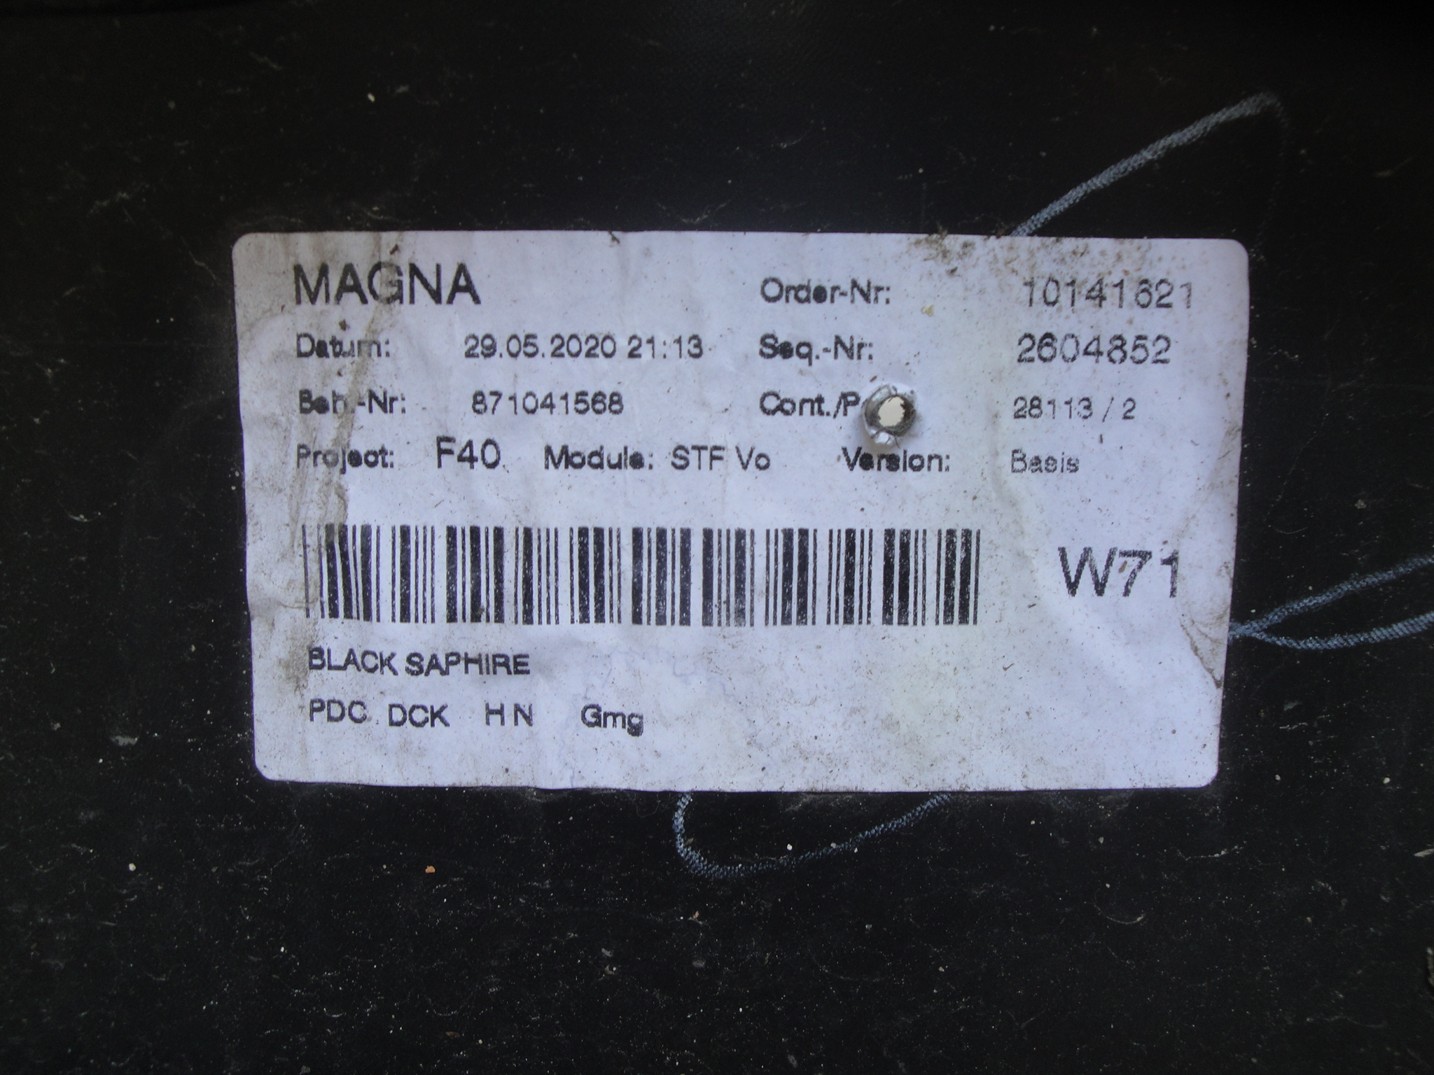 MAGNA Order-Nr: 10141621
Datum: 29.05.2020 21:13 Seq.-Nr: 2604852
Beh.-Nr: 871041568 28113 / 2
Project: F40 Module: STF Vo Version: Basis
W71
BLACK SAPHIRE
PDC DCK H N Gmg